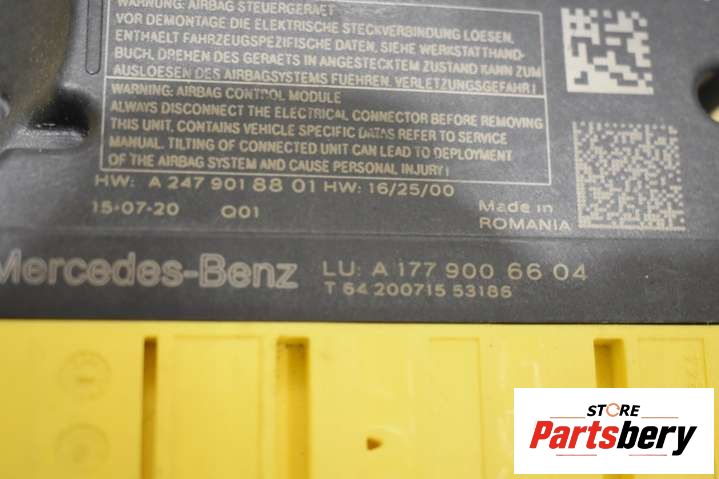 WARNUNG: AIRBAG STEUERGERAET
VOR DEMONTAGE DIE ELEKTRISCHE STECKVERBINDUNG LOESEN,
ENTHAELT FAHRZEUGSPEZIFISCHE DATEN, SIEHE WERKSTATTHAND-
BUCH, DREHEN DES GERAETS IN ANGESTECKTEM ZUSTAND KANN ZUM
AUSLOESEN DES AIRBAGSYSTEMS FUEHREN, VERLETZUNGSGEFAHR!
WARNING: AIRBAG CONTROL MODULE
ALWAYS DISCONNECT THE ELECTRICAL CONNECTOR BEFORE REMOVING
THIS UNIT, CONTAINS VEHICLE SPECIFIC DATAS REFER TO SERVICE
MANUAL. TILTING OF CONNECTED UNIT CAN LEAD TO DEPLOYMENT
OF THE AIRBAG SYSTEM AND CAUSE PERSONAL INJURY!
HW: A 247 901 88 01 HW: 16/25/00
15-07-20 Q01
Made in
ROMANIA
Mercedes-Benz LU: A 177 900 66 04
T 64 200715 53186
STORE
Partsbery